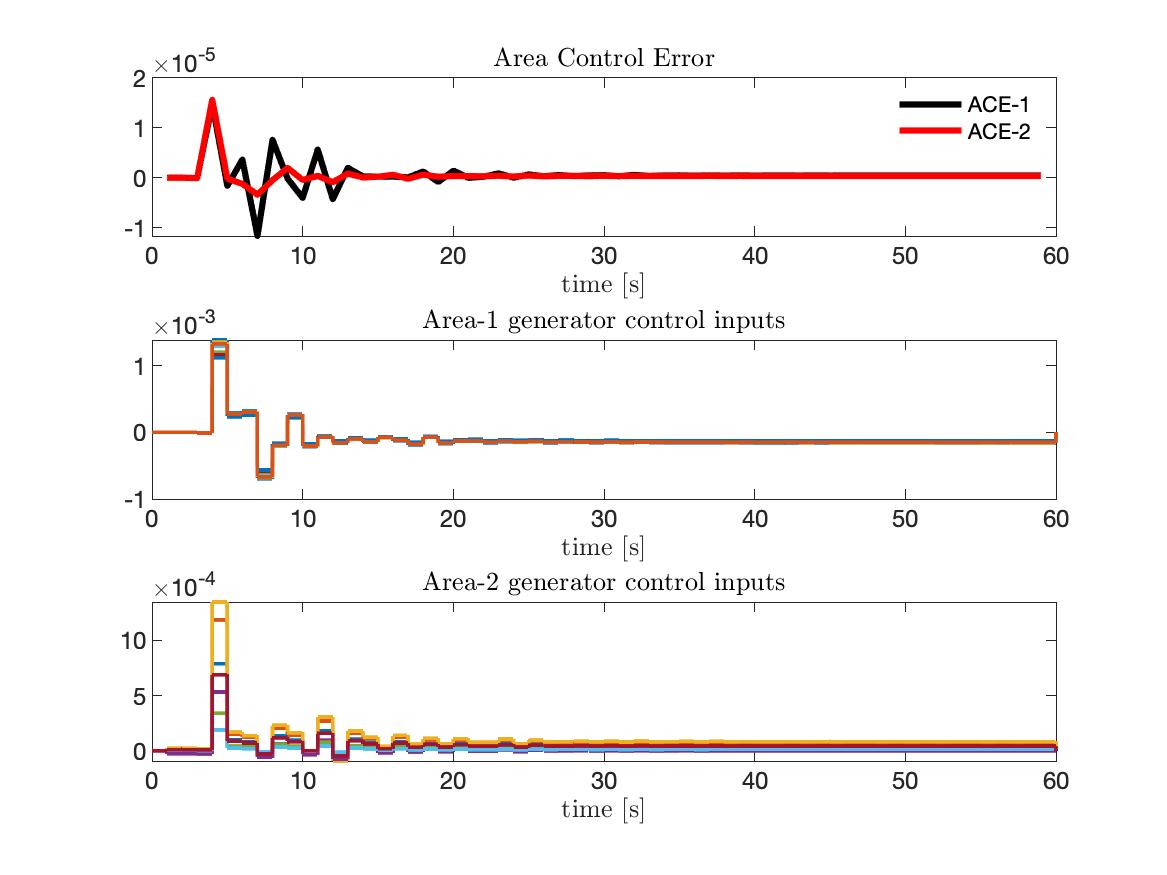 Area Control Error
×10-5
2
1
0
-1
ACE-1
ACE-2
0 10 20 30 40 50 60
time [s]
Area-1 generator control inputs
×10-3
1
0
-1
0 10 20 30 40 50 60
time [s]
Area-2 generator control inputs
×10-4
10
5
0
0 10 20 30 40 50 60
time [s]